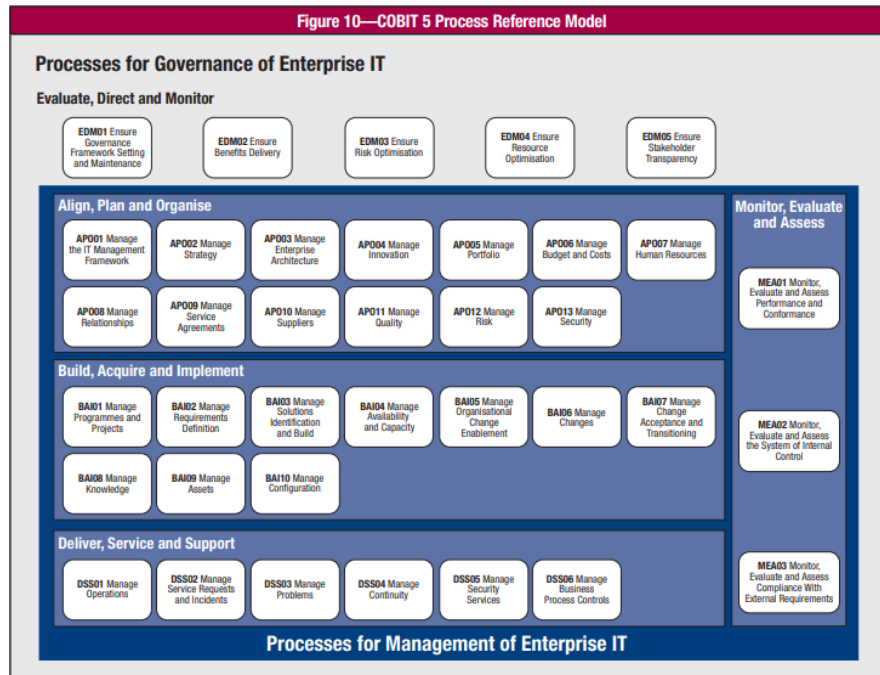 Figure 10—COBIT 5 Process Reference Model
Processes for Governance of Enterprise IT
Evaluate, Direct and Monitor
EDM01 Ensure
Governance
Framework Setting
and Maintenance
EDM02 Ensure
Benefits Delivery
EDM03 Ensure
Risk Optimisation
EDM04 Ensure
Resource
Optimisation
EDM05 Ensure
Stakeholder
Transparency
Align, Plan and Organise
APO01 Manage
the IT Management
Framework
APO02 Manage
Strategy
APO03 Manage
Enterprise
Architecture
APO04 Manage
Innovation
APO05 Manage
Portfolio
APO06 Manage
Budget and Costs
APO07 Manage
Human Resources
APO08 Manage
Relationships
APO09 Manage
Service
Agreements
APO10 Manage
Suppliers
APO11 Manage
Quality
APO12 Manage
Risk
APO13 Manage
Security
Build, Acquire and Implement
BAI01 Manage
Programmes and
Projects
BAI02 Manage
Requirements
Definition
BAI03 Manage
Solutions
Identification
and Build
BAI04 Manage
Availability
and Capacity
BAI05 Manage
Organisational
Change
Enablement
BAI06 Manage
Changes
BAI07 Manage
Change
Acceptance and
Transitioning
BAI08 Manage
Knowledge
BAI09 Manage
Assets
BAI10 Manage
Configuration
Deliver, Service and Support
DSS01 Manage
Operations
DSS02 Manage
Service Requests
and Incidents
DSS03 Manage
Problems
DSS04 Manage
Continuity
DSS05 Manage
Security
Services
DSS06 Manage
Business
Process Controls
Monitor, Evaluate
and Assess
MEA01 Monitor,
Evaluate and Assess
Performance and
Conformance
MEA02 Monitor,
Evaluate and Assess
the System of Internal
Control
MEA03 Monitor,
Evaluate and Assess
Compliance With
External Requirements
Processes for Management of Enterprise IT